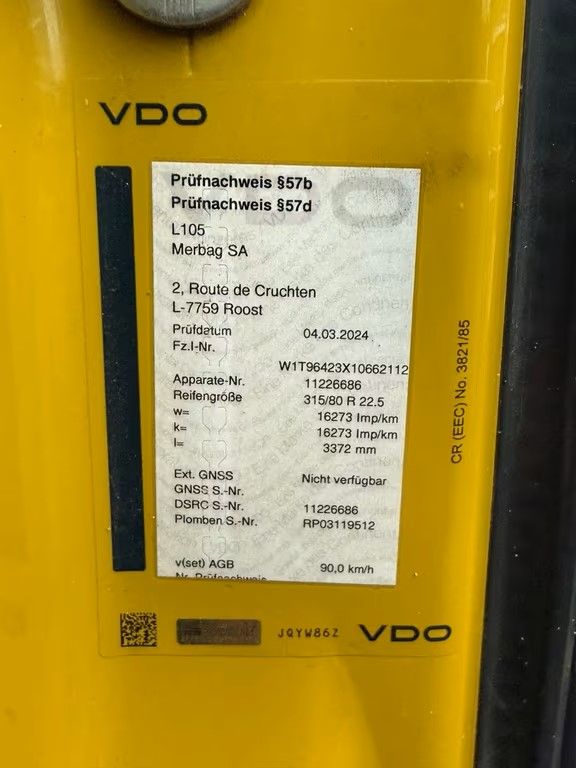 VDO
Prüfnachweis §57b
Prüfnachweis §57d
L105
Merbag SA
2, Route de Cruchten
L-7759 Roost
Prüfdatum 04.03.2024
Fz.I-Nr.
W1T96423X10662112
Apparate-Nr. 11226686
Reifengröße 315/80 R 22.5
w= 16273 Imp/km
k= 16273 Imp/km
l= 3372 mm
Ext. GNSS Nicht verfügbar
GNSS S.-Nr.
DSRC S.-Nr. 11226686
Plomben S.-Nr. RP03119512
v(set) AGB 90,0 km/h
Nr. Prüfnachweis
CR (EEC) No. 3821/85
JQYW86Z VDO